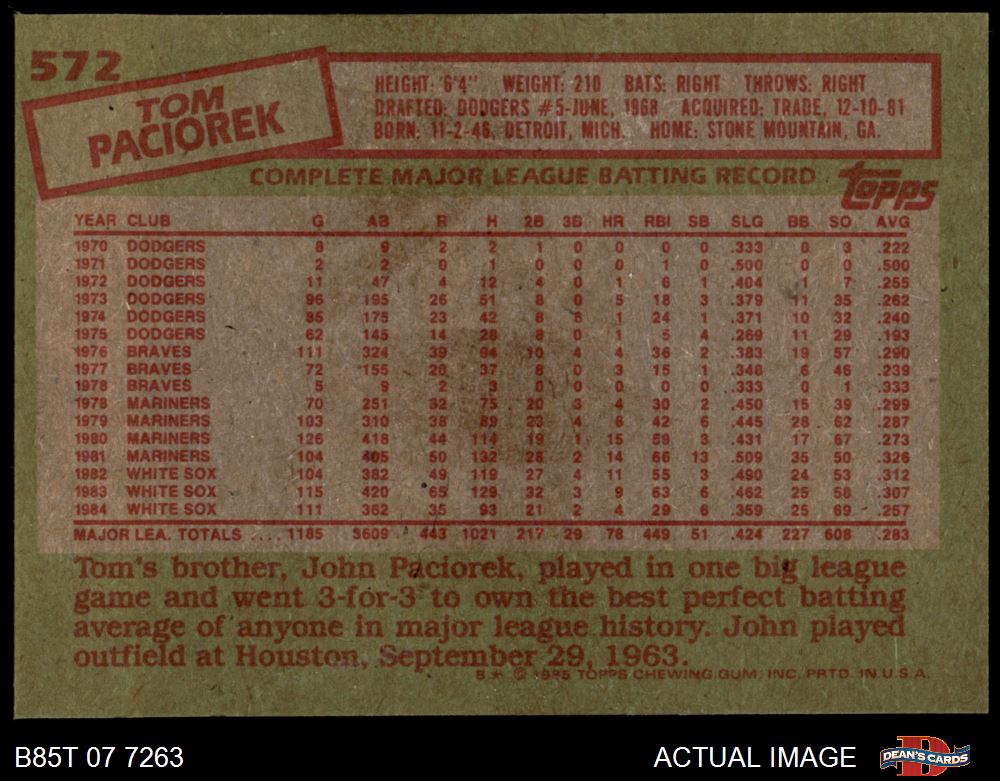 572
TOM
PACIOREK
HEIGHT: 6'4" WEIGHT: 210 BATS: RIGHT THROWS: RIGHT
DRAFTED: DODGERS #5-JUNE, 1968 ACQUIRED: TRADE, 12-10-81
BORN: 11-2-46, DETROIT, MICH. HOME: STONE MOUNTAIN, GA.
COMPLETE MAJOR LEAGUE BATTING RECORD topps
YEAR CLUB G AB R H 2B 3B HR RBI SB SLG BB SO AVG
1970 DODGERS 8 9 2 2 1 0 0 0 0 .333 0 3 .222
1971 DODGERS 2 2 0 1 0 0 0 1 0 .500 0 0 .500
1972 DODGERS 11 47 4 12 4 0 1 6 1 .404 1 7 .255
1973 DODGERS 96 195 26 51 8 0 5 18 3 .379 11 35 .262
1974 DODGERS 85 175 23 42 8 6 1 24 1 .371 10 32 .240
1975 DODGERS 62 145 14 28 8 0 1 5 4 .269 11 29 .193
1976 BRAVES 111 324 39 94 10 4 4 36 2 .383 19 57 .290
1977 BRAVES 72 155 20 37 8 0 3 15 1 .348 6 46 .239
1978 BRAVES 5 9 2 3 0 0 0 0 0 .333 0 1 .333
1978 MARINERS 70 251 32 75 20 3 4 30 2 .450 15 39 .299
1979 MARINERS 103 310 38 89 23 4 6 42 6 .445 28 62 .287
1980 MARINERS 126 418 44 114 19 1 15 59 3 .431 17 67 .273
1981 MARINERS 104 405 50 132 28 2 14 66 13 .509 35 50 .326
1982 WHITE SOX 104 382 49 119 27 4 11 55 3 .490 24 53 .312
1983 WHITE SOX 115 420 65 129 32 3 9 63 6 .462 25 58 .307
1984 WHITE SOX 111 362 35 93 21 2 4 29 6 .359 25 69 .257
MAJOR LEA. TOTALS .... 1185 3609 443 1021 217 29 78 449 51 .424 227 608 .283
Tom's brother, John Paciorek, played in one big league
game and went 3-for-3 to own the best perfect batting
average of anyone in major league history. John played
outfield at Houston, September 29, 1963.
B★ © 1985 TOPPS CHEWING GUM, INC. PRTD. IN U.S.A.
B85T 07 7263 ACTUAL IMAGE DEAN'S CARDS